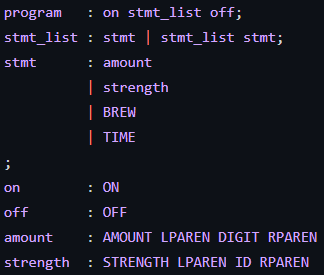 program   : on stmt_list off;
stmt_list : stmt | stmt_list stmt;
stmt      : amount
          | strength
          | BREW
          | TIME
;
on        : ON
off       : OFF
amount    : AMOUNT LPAREN DIGIT RPAREN
strength  : STRENGTH LPAREN ID RPAREN